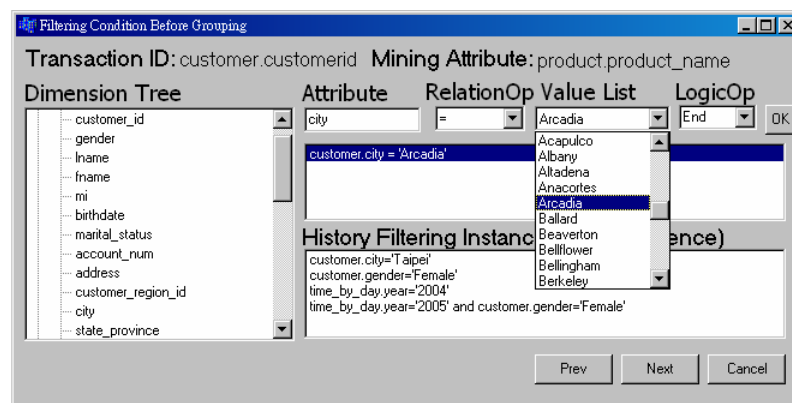 Filtering Condition Before Grouping
Transaction ID: customer.customerid Mining Attribute: product.product_name
Dimension Tree
customer_id
gender
lname
fname
mi
birthdate
marital_status
account_num
address
customer_region_id
city
state_province
Attribute RelationOp Value List LogicOp
city = Arcadia End OK
customer.city = 'Arcadia'
Acapulco
Albany
Altadena
Anacortes
Arcadia
Ballard
Beaverton
Bellflower
Bellingham
Berkeley
History Filtering
customer.city='Taipei'
customer.gender='Female'
time_by_day.year='2004'
time_by_day.year='2005' and customer.gender='Female'
Prev Next Cancel